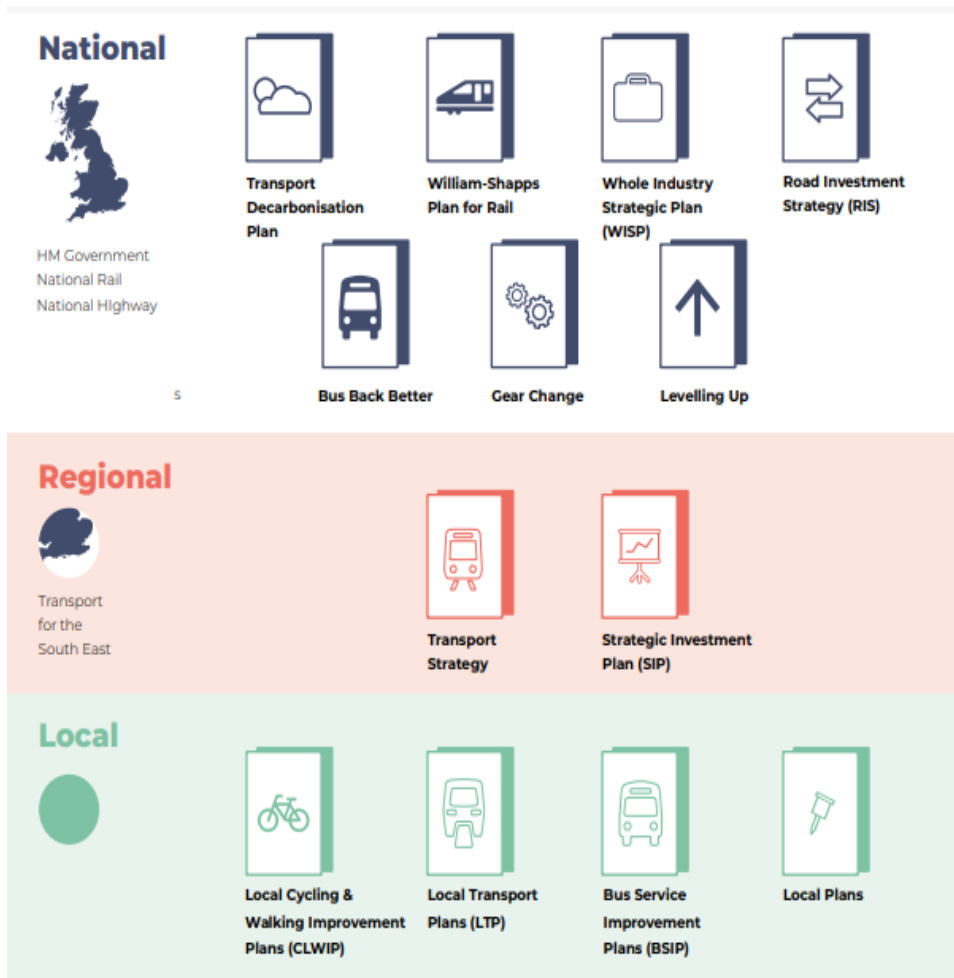 National
HM Government
National Rail
National HIghway
Transport
Decarbonisation
Plan
William-Shapps
Plan for Rail
Whole Industry
Strategic Plan
(WISP)
Road Investment
Strategy (RIS)
Bus Back Better
Gear Change
Levelling Up
5
Regional
Transport
for the
South East
Transport
Strategy
Strategic Investment
Plan (SIP)
Local
Local Cycling &
Walking Improvement
Plans (CLWIP)
Local Transport
Plans (LTP)
Bus Service
Improvement
Plans (BSIP)
Local Plans